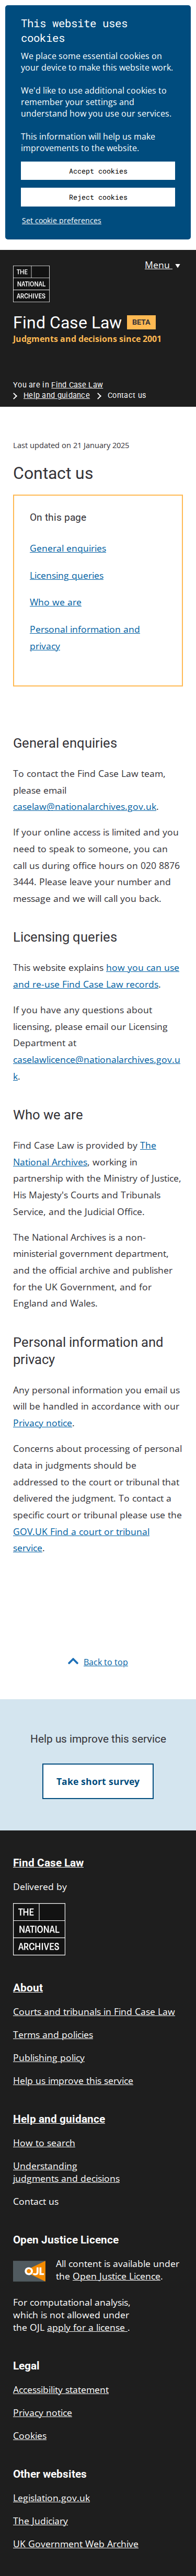 This website uses
cookies
We place some essential cookies on
your device to make this website work.
We'd like to use additional cookies to
remember your settings and
understand how you use our services.
This information will help us make
improvements to the website.
Accept cookies
Reject cookies
Set cookie preferences
Menu
THE
NATIONAL
ARCHIVES
Find Case Law BETA
Judgments and decisions since 2001
You are in Find Case Law
Help and guidance Contact us
Last updated on 21 January 2025
Contact us
On this page
General enquiries
Licensing queries
Who we are
Personal information and
privacy
General enquiries
To contact the Find Case Law team,
please email
caselaw@nationalarchives.gov.uk.
If your online access is limited and you
need to speak to someone, you can
call us during office hours on 020 8876
3444. Please leave your number and
message and we will call you back.
Licensing queries
This website explains how you can use
and re-use Find Case Law records.
If you have any questions about
licensing, please email our Licensing
Department at
caselawlicence@nationalarchives.gov.u
k.
Who we are
Find Case Law is provided by The
National Archives, working in
partnership with the Ministry of Justice,
His Majesty's Courts and Tribunals
Service, and the Judicial Office.
The National Archives is a non-
ministerial government department,
and the official archive and publisher
for the UK Government, and for
England and Wales.
Personal information and
privacy
Any personal information you email us
will be handled in accordance with our
Privacy notice.
Concerns about processing of personal
data in judgments should be
addressed to the court or tribunal that
delivered the judgment. To contact a
specific court or tribunal please use the
GOV.UK Find a court or tribunal
service.
Back to top
Help us improve this service
Take short survey
Find Case Law
Delivered by
THE
NATIONAL
ARCHIVES
About
Courts and tribunals in Find Case Law
Terms and policies
Publishing policy
Help us improve this service
Help and guidance
How to search
Understanding
judgments and decisions
Contact us
Open Justice Licence
OJL
All content is available under
the Open Justice Licence.
For computational analysis,
which is not allowed under
the OJL apply for a license .
Legal
Accessibility statement
Privacy notice
Cookies
Other websites
Legislation.gov.uk
The Judiciary
UK Government Web Archive